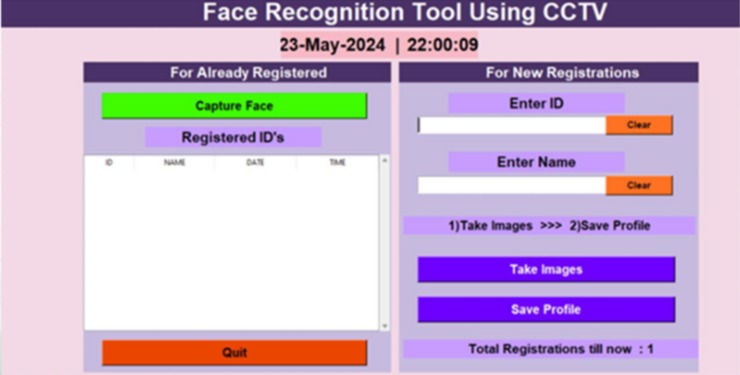 Face Recognition Tool Using CCTV
23-May-2024 | 22:00:09
For Already Registered
Capture Face
Registered ID's
ID NAME DATE TIME
Quit
For New Registrations
Enter ID
Clear
Enter Name
Clear
1)Take Images >>> 2)Save Profile
Take Images
Save Profile
Total Registrations till now : 1